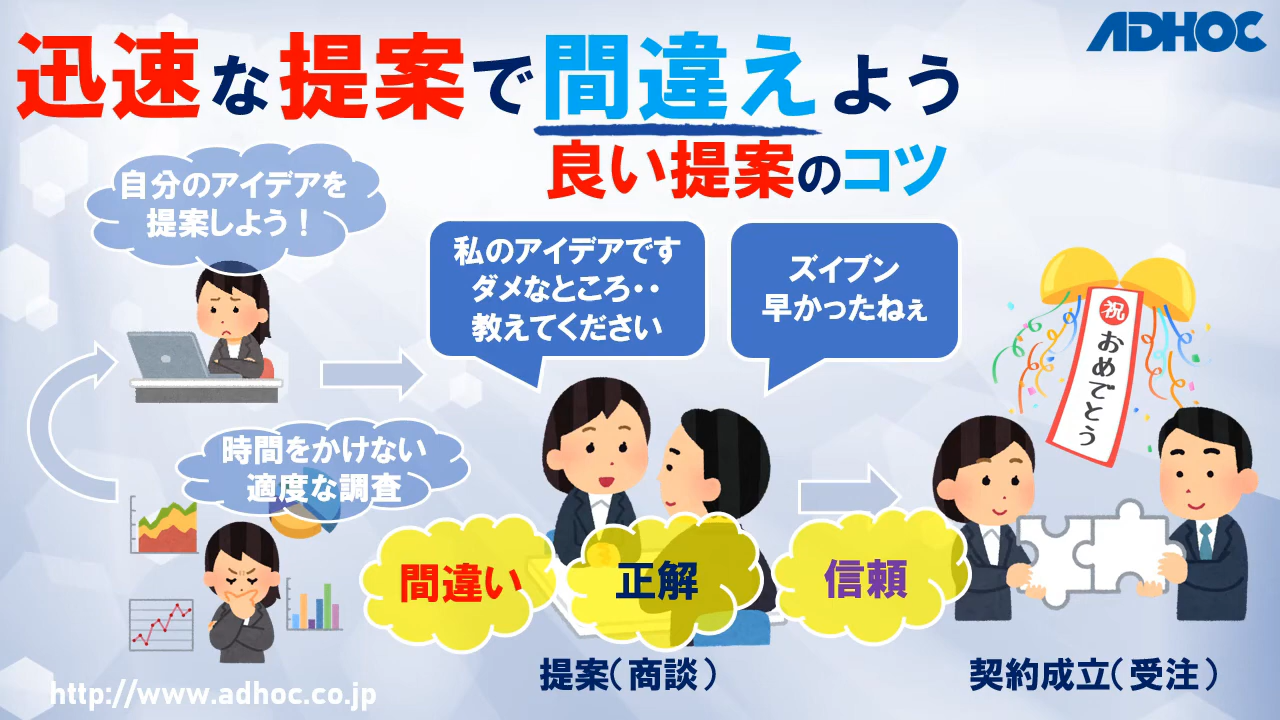 ADHOC
迅速な提案で間違えよう
良い提案のコツ
自分のアイデアを
提案しよう！
私のアイデアです
ダメなところ・・
教えてください
ズイブン
早かったねぇ
祝
おめでとう
時間をかけない
適度な調査
間違い
正解
信頼
提案（商談）
契約成立（受注）
http://www.adhoc.co.jp